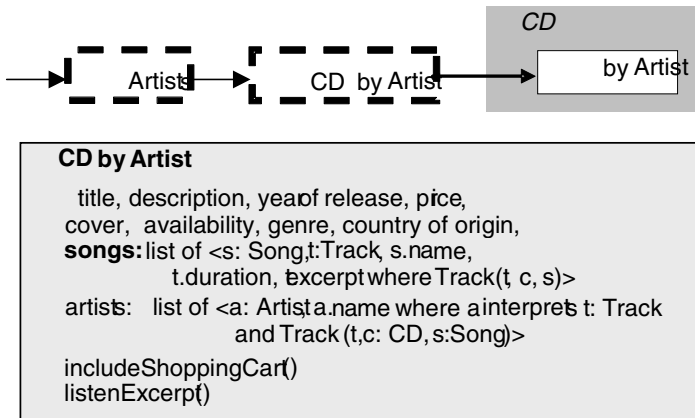 CD
Artists
CD by Artist
by Artist
CD by Artist
title, description, year of release, price,
cover, availability, genre, country of origin,
songs: list of <s: Song, t:Track, s.name,
t.duration, t.excerpt where Track(t, c, s)>
artists: list of <a: Artist, a.name where a interprets t: Track
and Track (t,c: CD, s:Song)>
includeShoppingCart()
listenExcerpt()